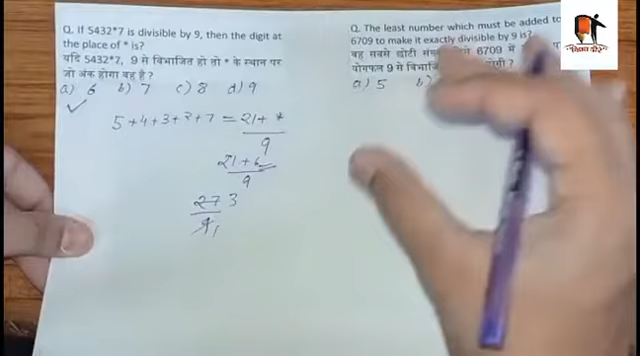 Q. If 5432*7 is divisible by 9, then the digit at
the place of * is?
यदि 5432*7, 9 से विभाजित हो तो * के स्थान पर
जो अंक होगा वह है ?
a) 6 b) 7 c) 8 d) 9
5+4+3+2+7 = 21+*
9
21+6
9
27 3
9 1
Q. The least number which must be added to
6709 to make it exactly divisible by 9 is?
वह सबसे छोटी 6709 में
योगफल 9 से
a) 5 b)